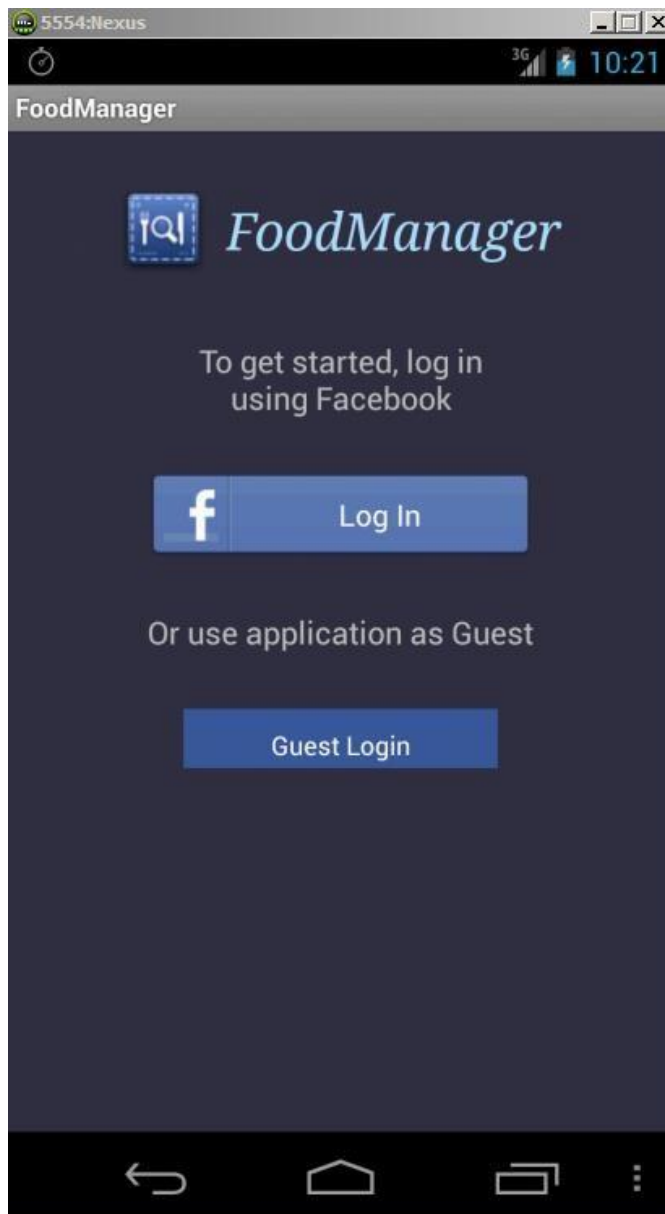 5554:Nexus
3G 10:21
FoodManager
FoodManager
To get started, log in
using Facebook
f Log In
Or use application as Guest
Guest Login